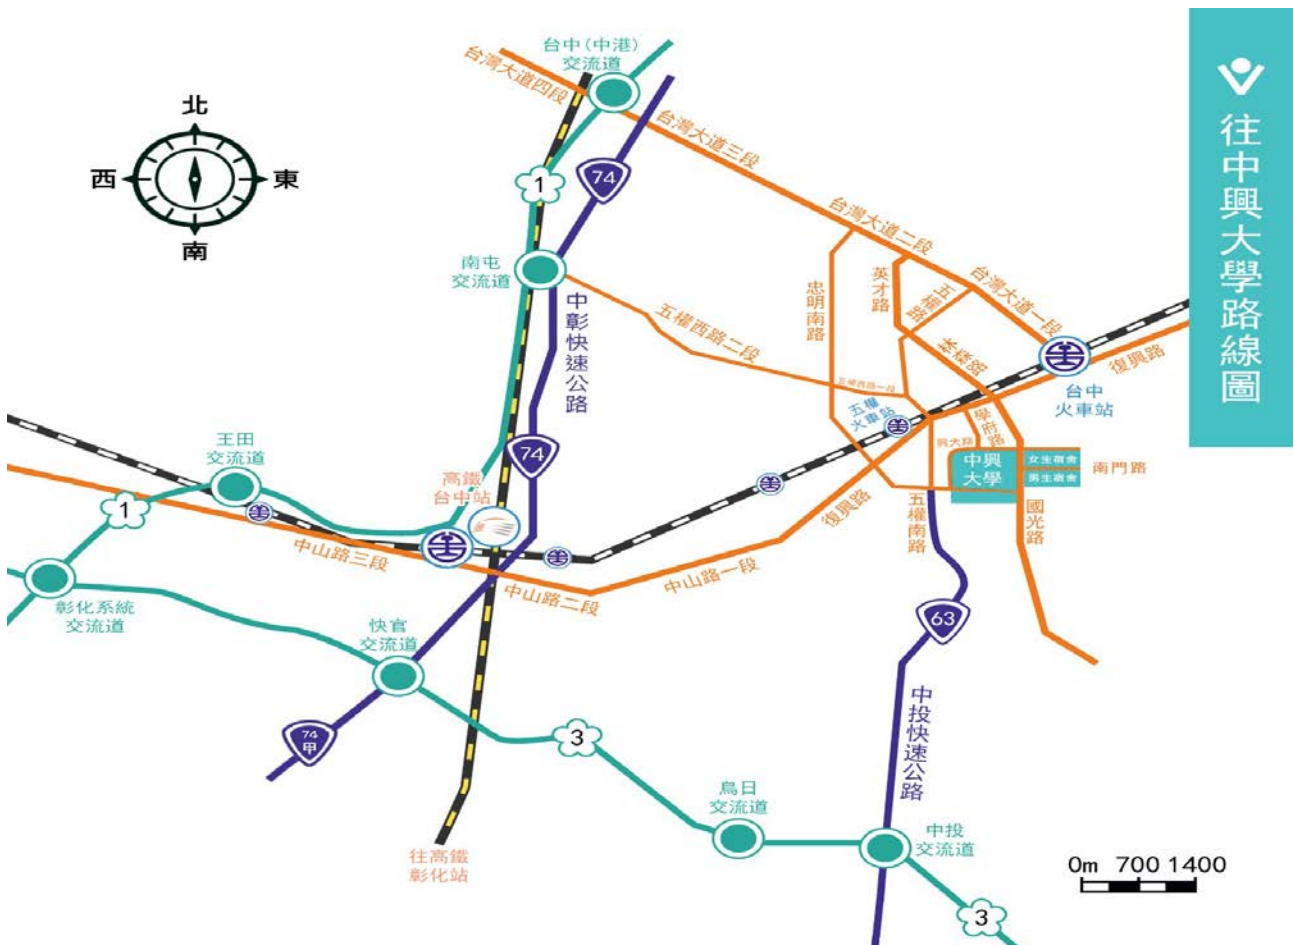 往中興大學路線圖
北
西
東
南
台中(中港)
交流道
台灣大道四段
台灣大道三段
台灣大道二段
台灣大道一段
1
74
南屯
交流道
中彰快速公路
五權西路二段
五權西路一段
忠明南路
英才路
五權路
林森路
復興路
台中
火車站
五權
火車站
學府路
興大路
中興
大學
女生宿舍
男生宿舍
南門路
國光路
五權南路
復興路
王田
交流道
74
高鐵
台中站
1
中山路三段
中山路二段
中山路一段
彰化系統
交流道
快官
交流道
63
74
甲
3
中投快速公路
烏日
交流道
中投
交流道
往高鐵
彰化站
3
0m 700 1400